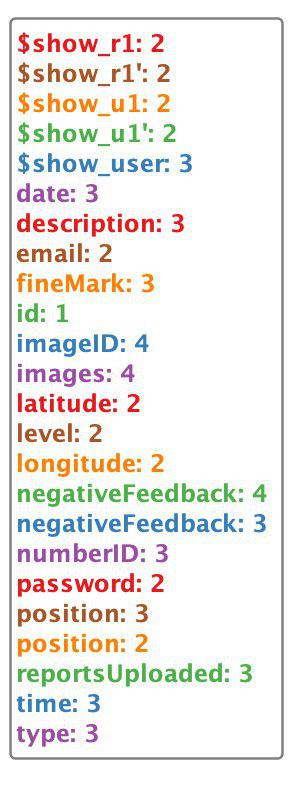 $show_r1: 2
$show_r1': 2
$show_u1: 2
$show_u1': 2
$show_user: 3
date: 3
description: 3
email: 2
fineMark: 3
id: 1
imageID: 4
images: 4
latitude: 2
level: 2
longitude: 2
negativeFeedback: 4
negativeFeedback: 3
numberID: 3
password: 2
position: 3
position: 2
reportsUploaded: 3
time: 3
type: 3